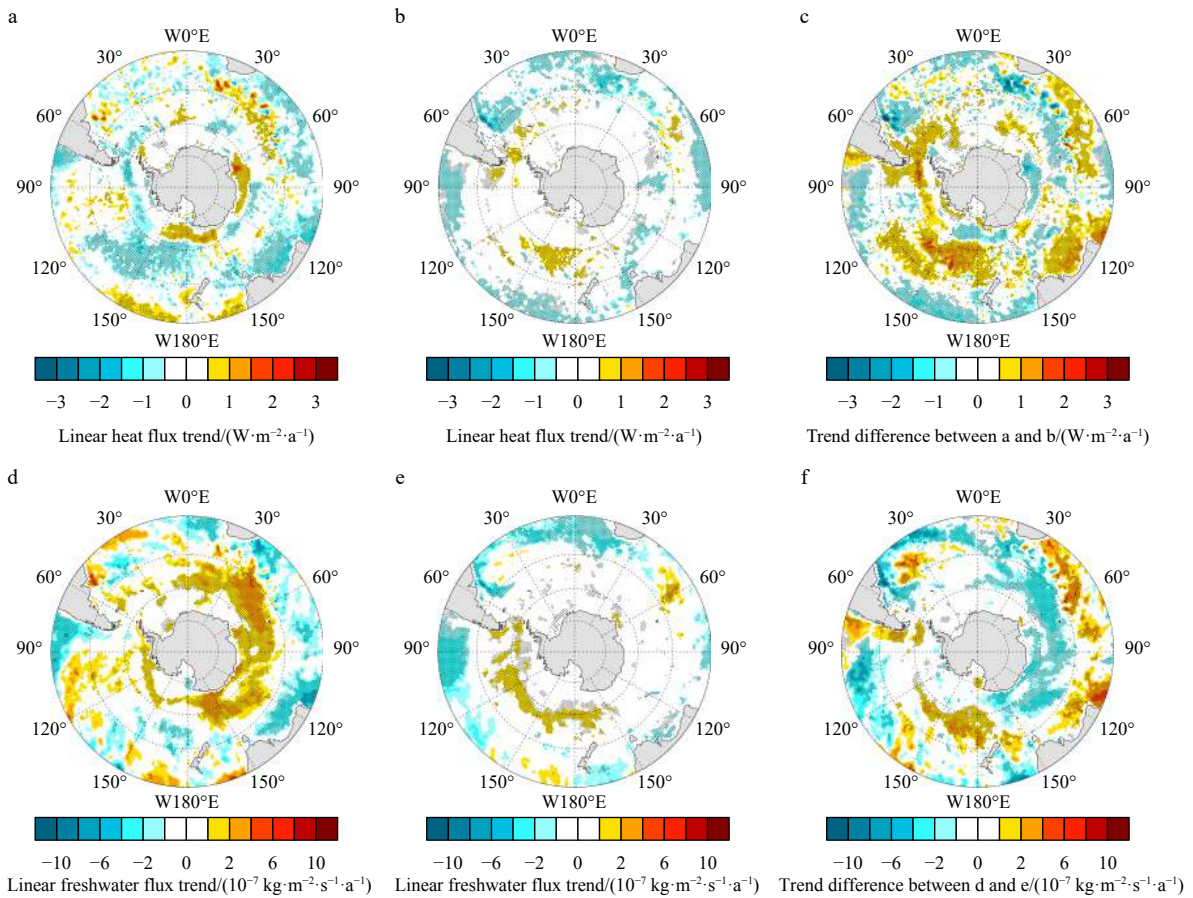 a
b
c
W0°E
W0°E
W0°E
30°
30°
30°
30°
30°
30°
60°
60°
60°
60°
60°
60°
90°
90°
90°
90°
90°
90°
120°
120°
120°
120°
120°
120°
150°
150°
150°
150°
150°
150°
W180°E
W180°E
W180°E
−3 −2 −1 0 1 2 3
−3 −2 −1 0 1 2 3
−3 −2 −1 0 1 2 3
Linear heat flux trend/(W·m⁻²·a⁻¹)
Linear heat flux trend/(W·m⁻²·a⁻¹)
Trend difference between a and b/(W·m⁻²·a⁻¹)
d
e
f
W0°E
W0°E
W0°E
30°
30°
30°
30°
30°
30°
60°
60°
60°
60°
60°
60°
90°
90°
90°
90°
90°
90°
120°
120°
120°
120°
120°
120°
150°
150°
150°
150°
150°
150°
W180°E
W180°E
W180°E
−10 −6 −2 0 2 6 10
−10 −6 −2 0 2 6 10
−10 −6 −2 0 2 6 10
Linear freshwater flux trend/(10⁻⁷ kg·m⁻²·s⁻¹·a⁻¹)
Linear freshwater flux trend/(10⁻⁷ kg·m⁻²·s⁻¹·a⁻¹)
Trend difference between d and e/(10⁻⁷ kg·m⁻²·s⁻¹·a⁻¹)